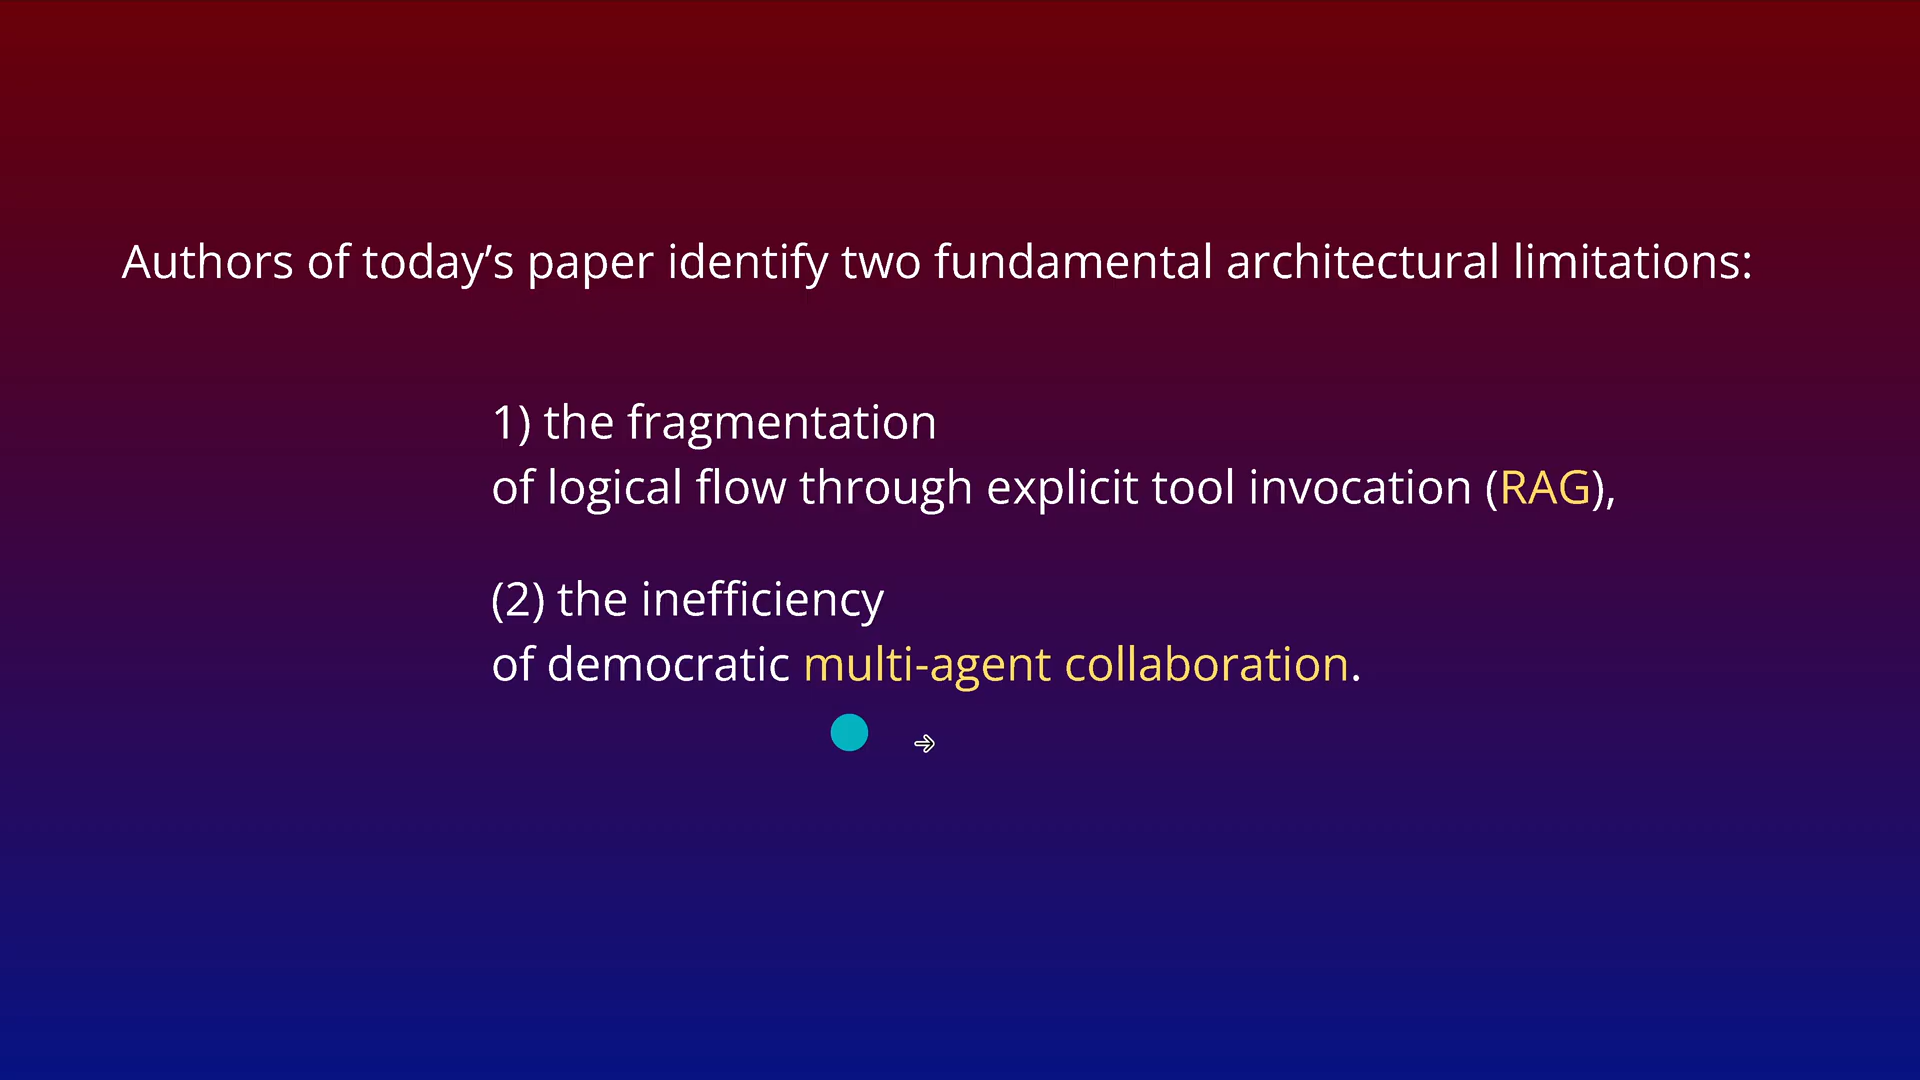 Authors of today’s paper identify two fundamental architectural limitations:
1) the fragmentation
of logical flow through explicit tool invocation (RAG),
(2) the inefficiency
of democratic multi-agent collaboration.